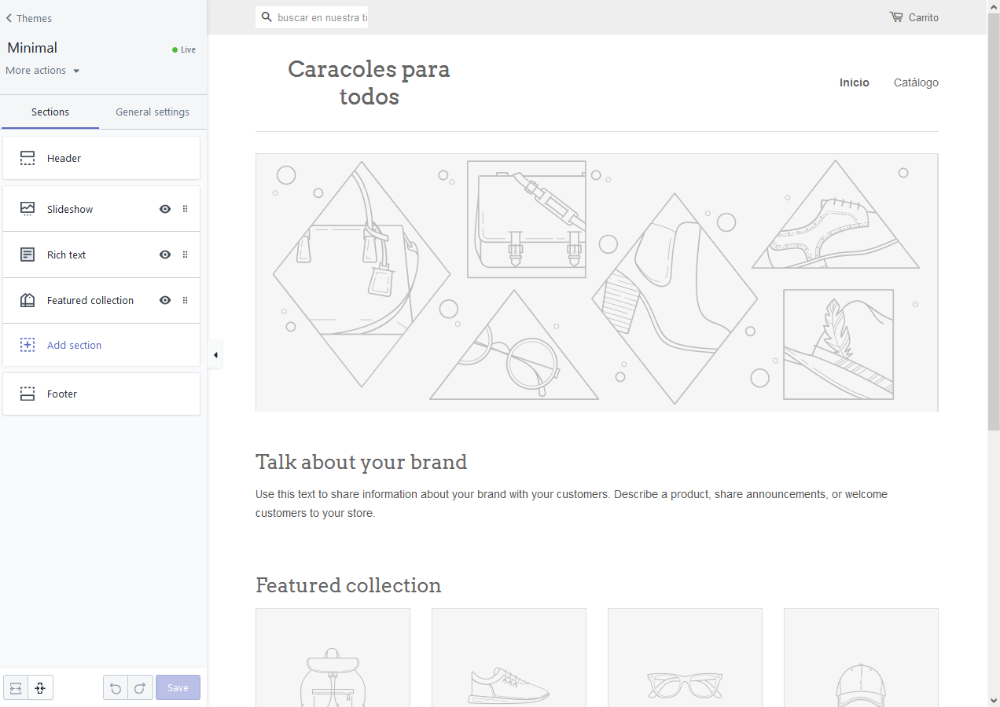 Themes
Minimal
Live
More actions
Sections
General settings
Header
Slideshow
Rich text
Featured collection
Add section
Footer
Save
buscar en nuestra ti
Carrito
Caracoles para
todos
Inicio
Catálogo
Talk about your brand
Use this text to share information about your brand with your customers. Describe a product, share announcements, or welcome
customers to your store.
Featured collection